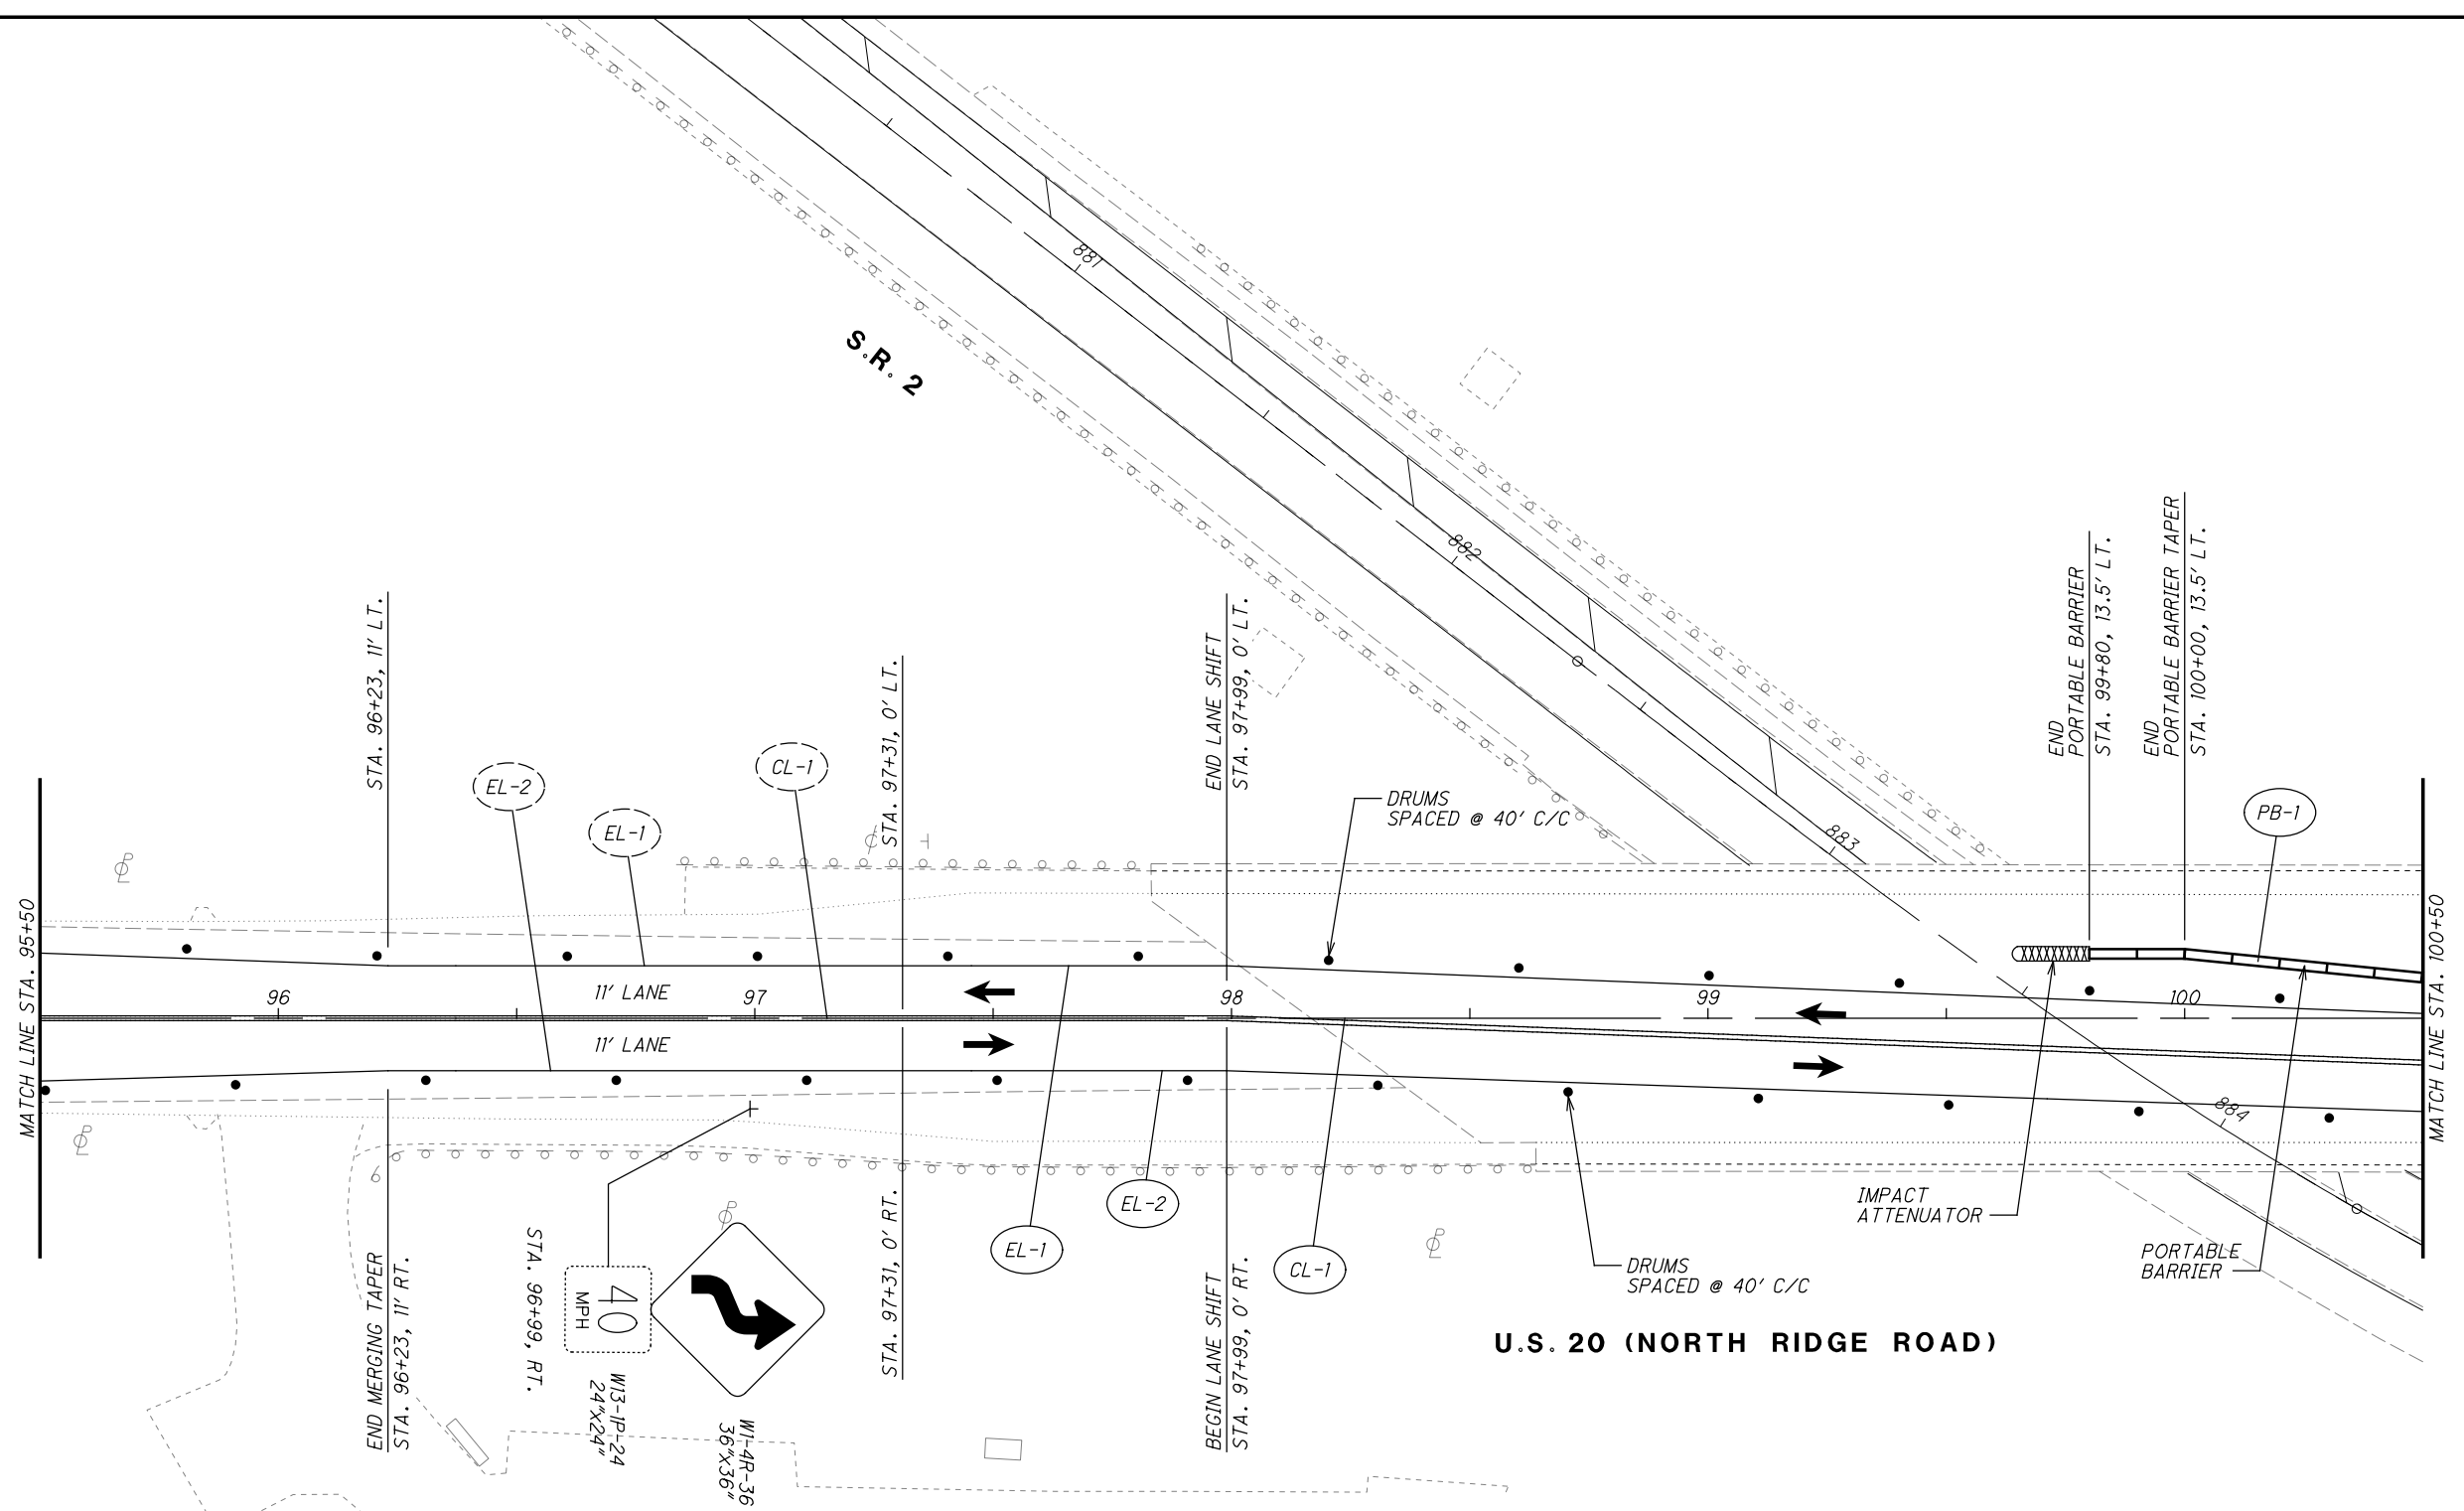 S.R. 2
881
882
883
884
STA. 96+23, 11' LT.
EL-2
EL-1
CL-1
STA. 97+31, 0' LT.
END LANE SHIFT
STA. 97+99, 0' LT.
DRUMS
SPACED @ 40' C/C
END
PORTABLE BARRIER
STA. 99+80, 13.5' LT.
END
PORTABLE BARRIER TAPER
STA. 100+00, 13.5' LT.
PB-1
MATCH LINE STA. 95+50
MATCH LINE STA. 100+50
96
11' LANE
97
98
99
100
11' LANE
END MERGING TAPER
STA. 96+23, 11' RT.
STA. 96+99, RT.
40
MPH
W13-1P-24
24"X24"
W1-4R-36
36"X36"
STA. 97+31, 0' RT.
EL-1
EL-2
BEGIN LANE SHIFT
STA. 97+99, 0' RT.
CL-1
DRUMS
SPACED @ 40' C/C
IMPACT
ATTENUATOR
PORTABLE
BARRIER
U.S. 20 (NORTH RIDGE ROAD)